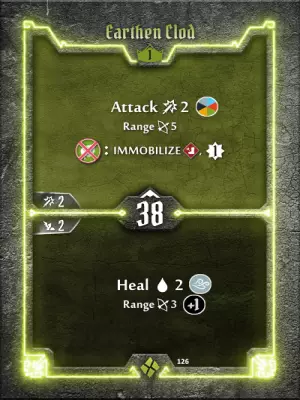 Earthen Clod
1
Attack 2
Range 5
: IMMOBILIZE , 1
2
38
2
Heal 2
Range 3 +1
126